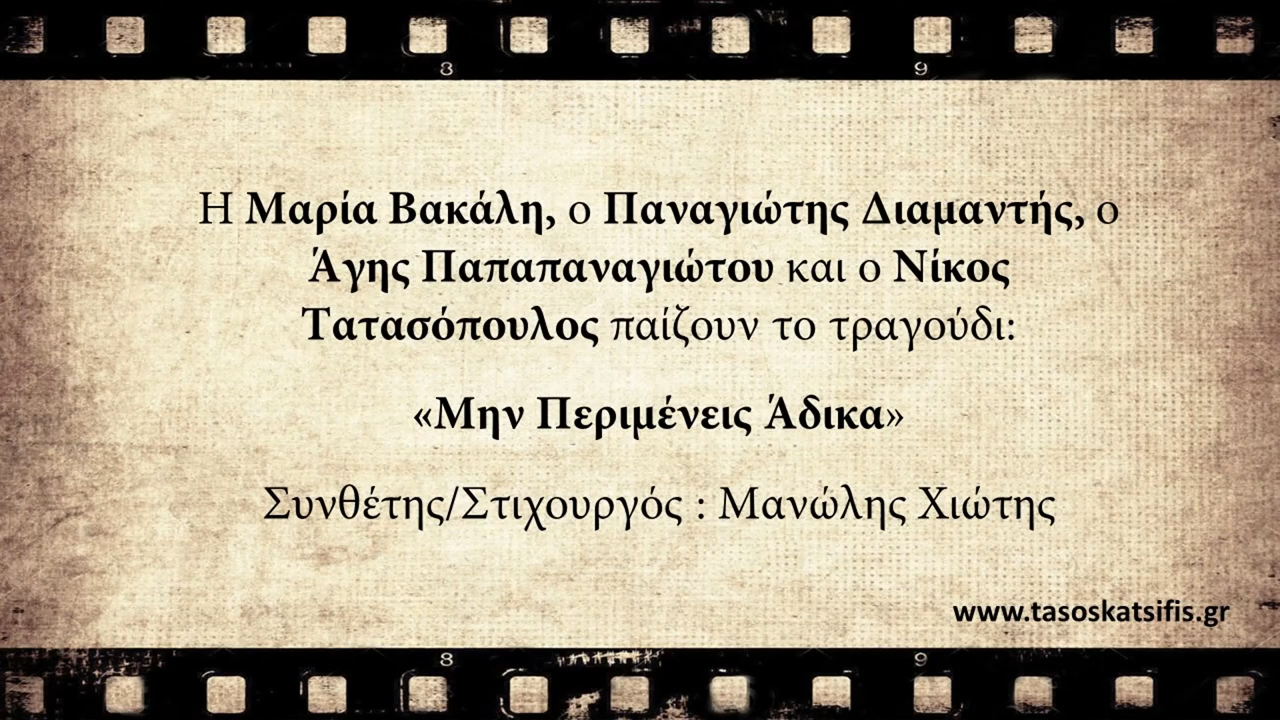 8 9
Η Μαρία Βακάλη, ο Παναγιώτης Διαμαντής, ο
Άγης Παπαπαναγιώτου και ο Νίκος
Τατασόπουλος παίζουν το τραγούδι:
«Μην Περιμένεις Άδικα»
Συνθέτης/Στιχουργός : Μανώλης Χιώτης
www.tasoskatsifis.gr
8 9